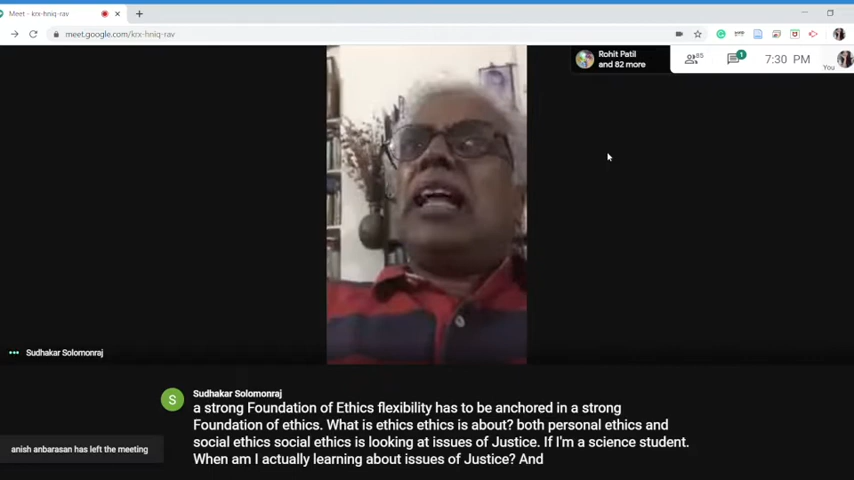 Meet - krx-hniq-rav
meet.google.com/krx-hniq-rav
Rohit Patil
and 82 more
85
1
7:30 PM
You
Sudhakar Solomonraj
S
Sudhakar Solomonraj
a strong Foundation of Ethics flexibility has to be anchored in a strong
Foundation of ethics. What is ethics ethics is about? both personal ethics and
social ethics social ethics is looking at issues of Justice. If I'm a science student.
When am I actually learning about issues of Justice? And
anish anbarasan has left the meeting